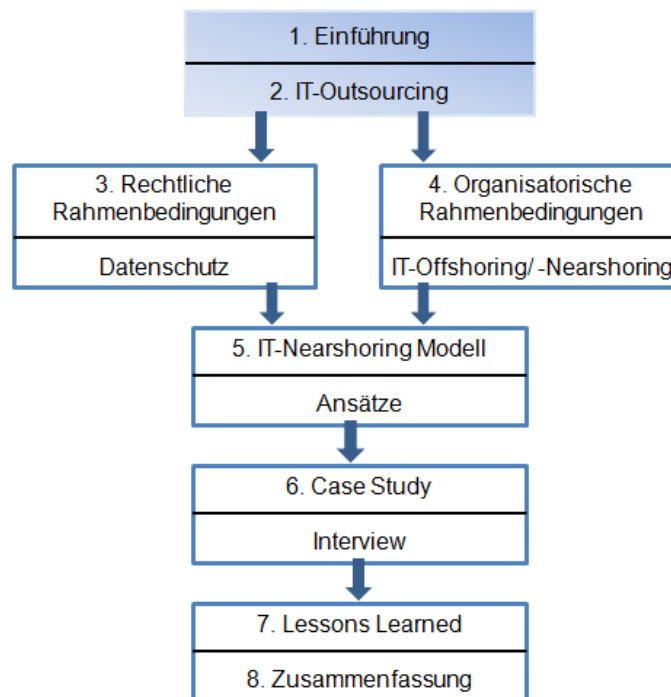 1. Einführung
2. IT-Outsourcing
3. Rechtliche
Rahmenbedingungen
Datenschutz
4. Organisatorische
Rahmenbedingungen
IT-Offshoring/ -Nearshoring
5. IT-Nearshoring Modell
Ansätze
6. Case Study
Interview
7. Lessons Learned
8. Zusammenfassung